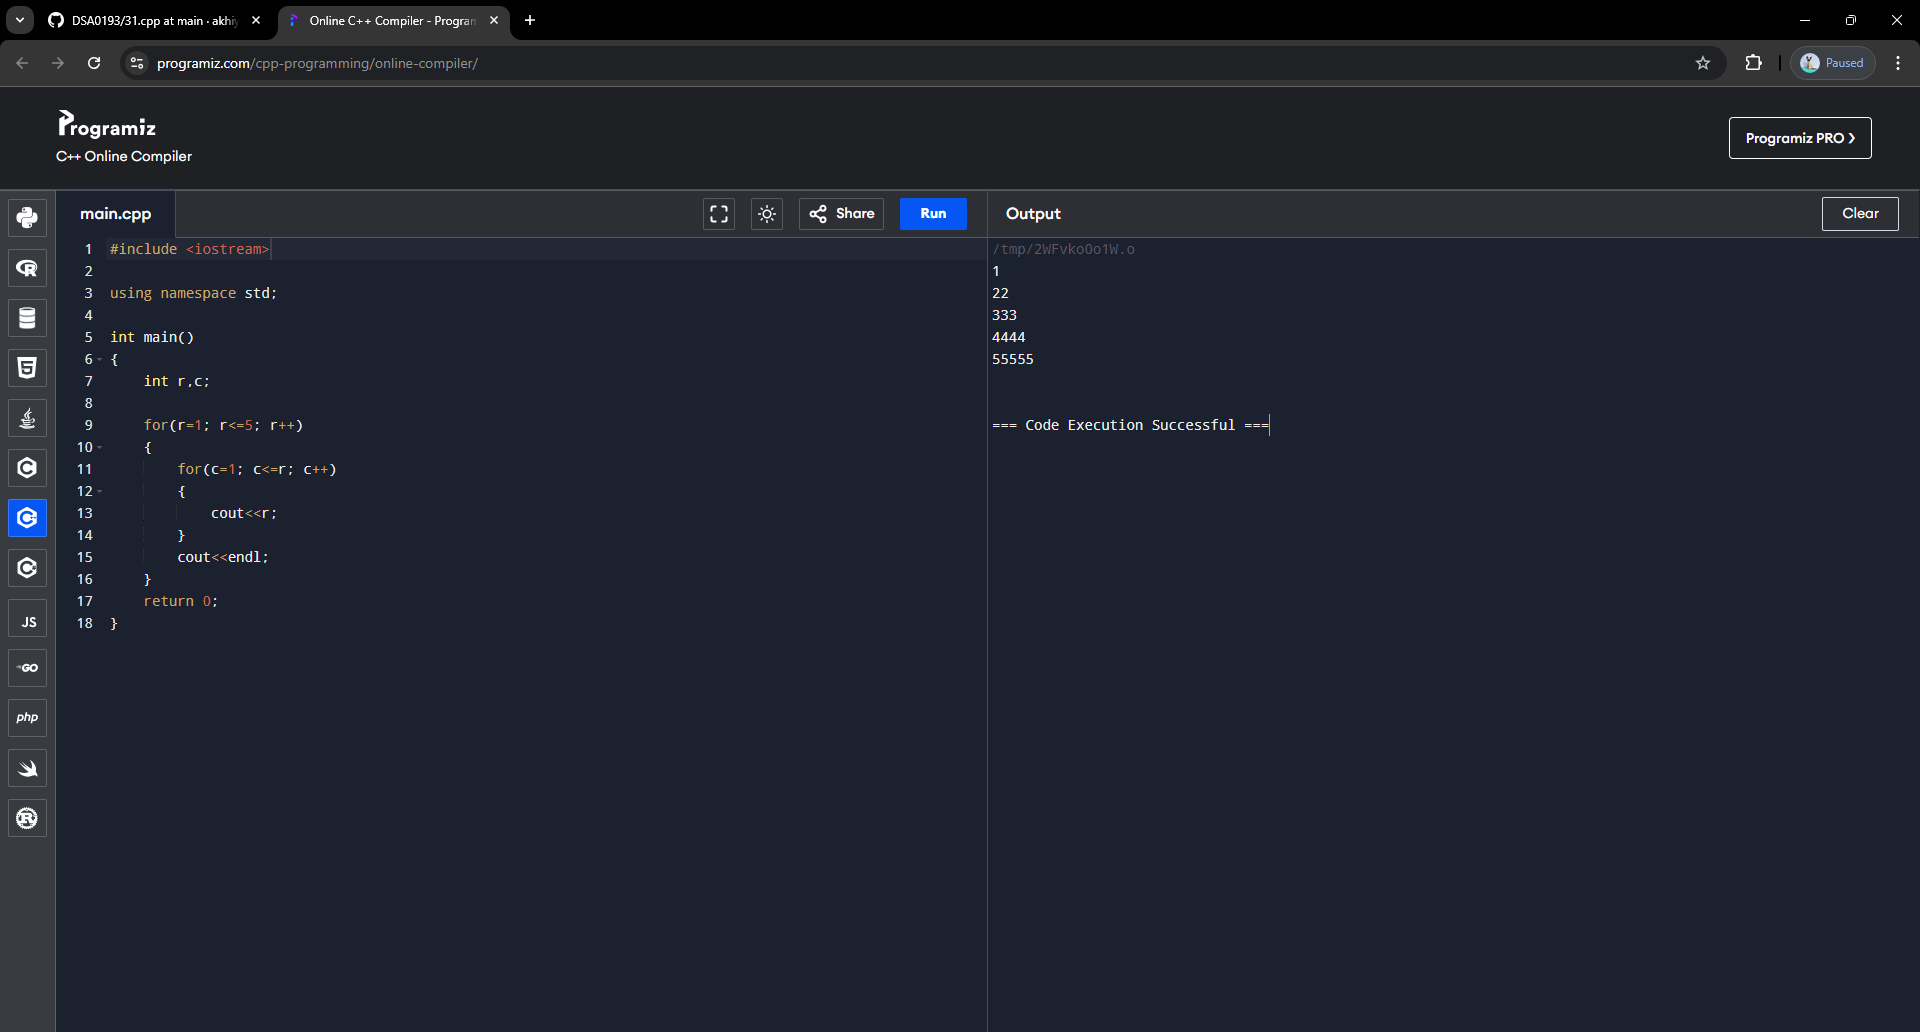 DSA0193/31.cpp at main · akhiy
Online C++ Compiler - Program
programiz.com/cpp-programming/online-compiler/
Paused
Programiz
C++ Online Compiler
Programiz PRO ❯
main.cpp
Share
Run
Output
Clear
1 #include <iostream>
2
3 using namespace std;
4
5 int main()
6 {
7     int r,c;
8
9     for(r=1; r<=5; r++)
10     {
11         for(c=1; c<=r; c++)
12         {
13             cout<<r;
14         }
15         cout<<endl;
16     }
17     return 0;
18 }
/tmp/2WFvko0o1W.o
1
22
333
4444
55555
=== Code Execution Successful ===
R
5
C
C
C
JS
GO
php
R